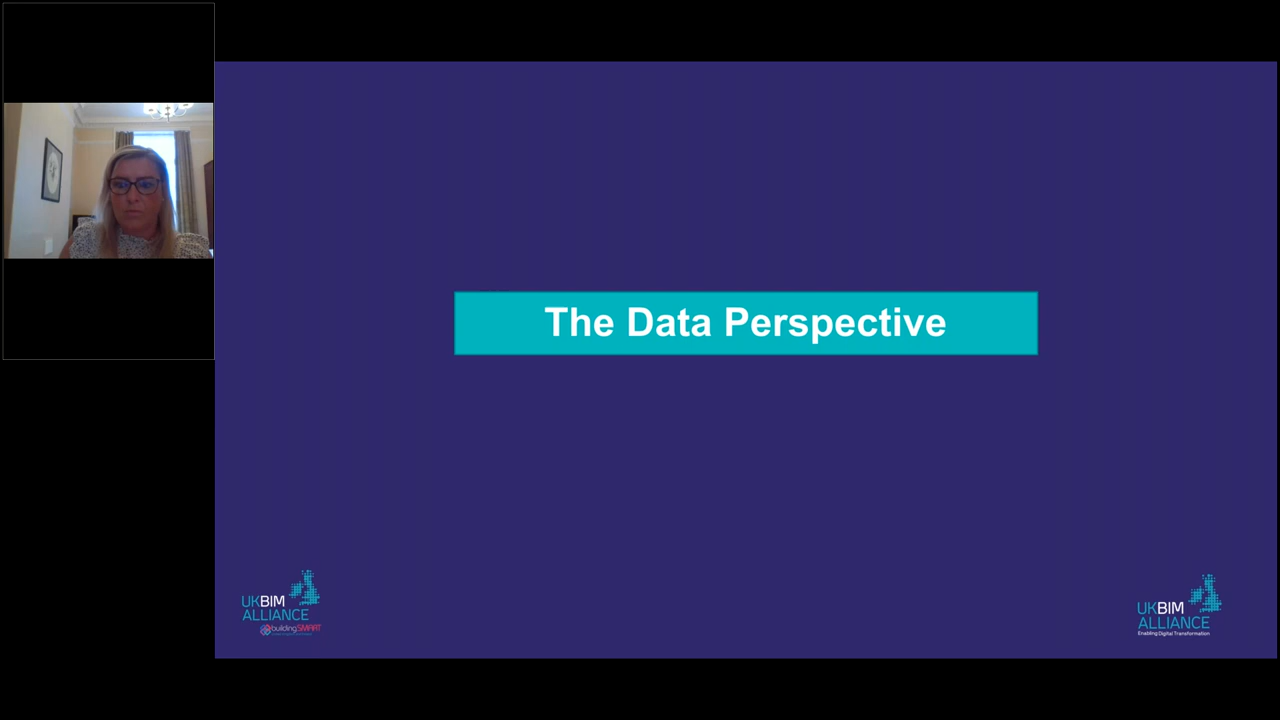 The Data Perspective
UKBIM
ALLIANCE
buildingSMART
UKBIM
ALLIANCE
Enabling Digital Transformation